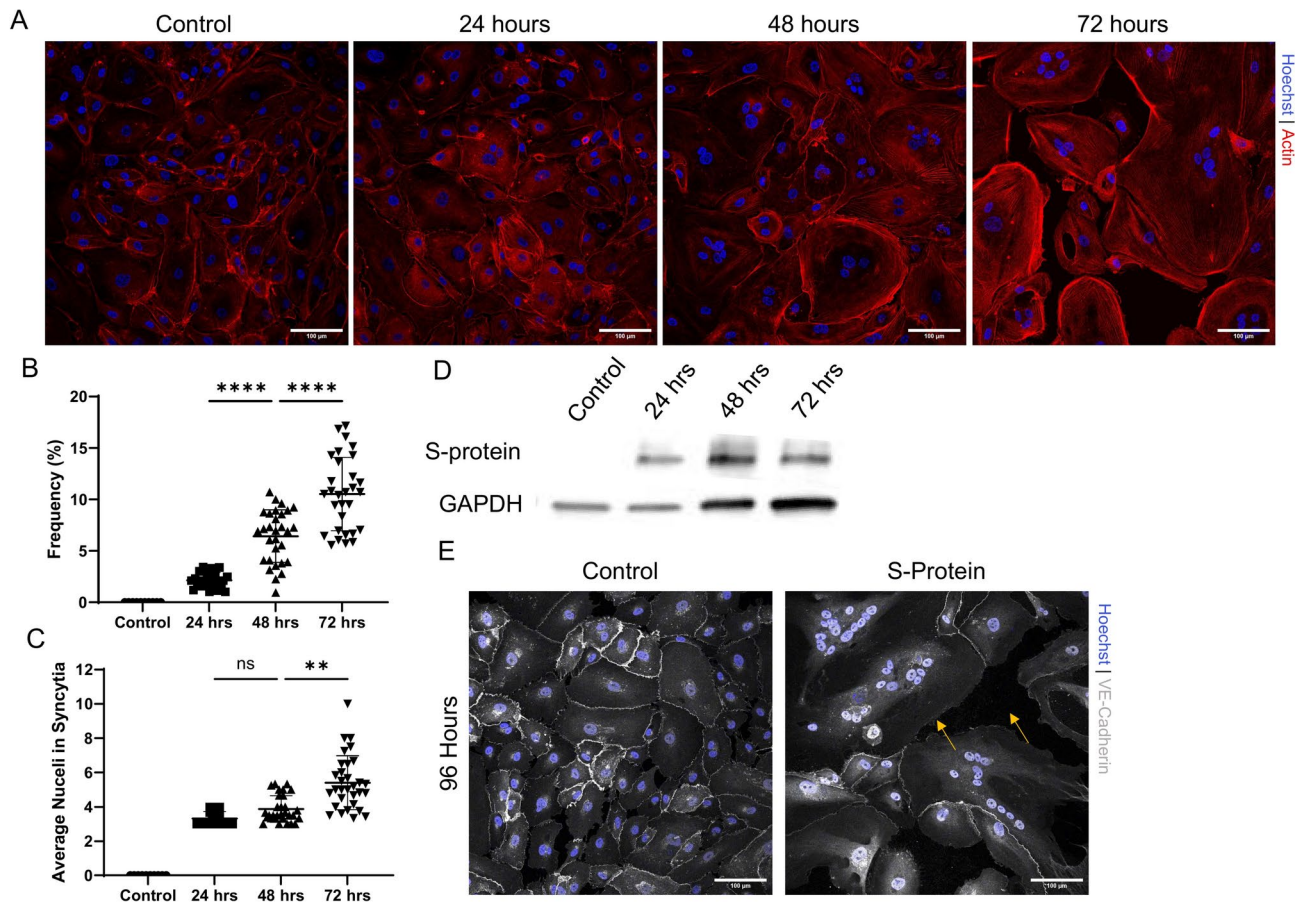 A
Control
24 hours
48 hours
72 hours
Hoechst | Actin
100 µm
100 µm
100 µm
100 µm
B
Frequency (%)
20
15
10
5
0
**** ****
Control 24 hrs 48 hrs 72 hrs
C
Average Nuceli in Syncytia
12
10
8
6
4
2
0
ns **
Control 24 hrs 48 hrs 72 hrs
D
Control
24 hrs
48 hrs
72 hrs
S-protein
GAPDH
E
Control
S-Protein
96 Hours
Hoechst | VE-Cadherin
100 µm
100 µm